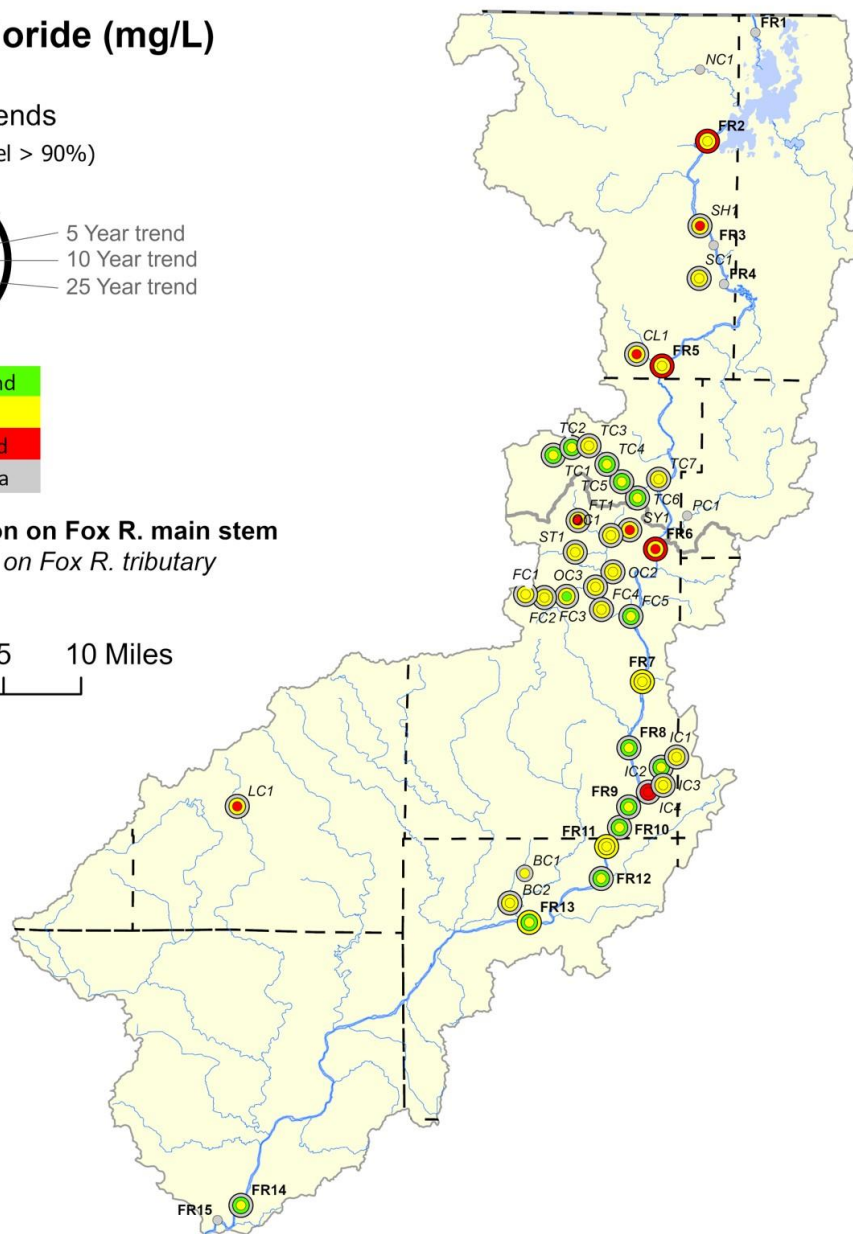 oride (mg/L)
ends
el > 90%)
5 Year trend
10 Year trend
25 Year trend
nd
d
a
on on Fox R. main stem
on Fox R. tributary
5 10 Miles
FR1
NC1
FR2
SH1
FR3
SC1
FR4
CL1
FR5
TC2
TC3
TC4
TC1
TC7
TC5
TC6
FT1
PC1
C1
SY1
ST1
FR6
OC2
FC1
OC3
FC4
FC5
FC2
FC3
FR7
FR8
IC1
IC2
IC3
LC1
FR9
IC4
FR10
FR11
BC1
FR12
BC2
FR13
FR14
FR15